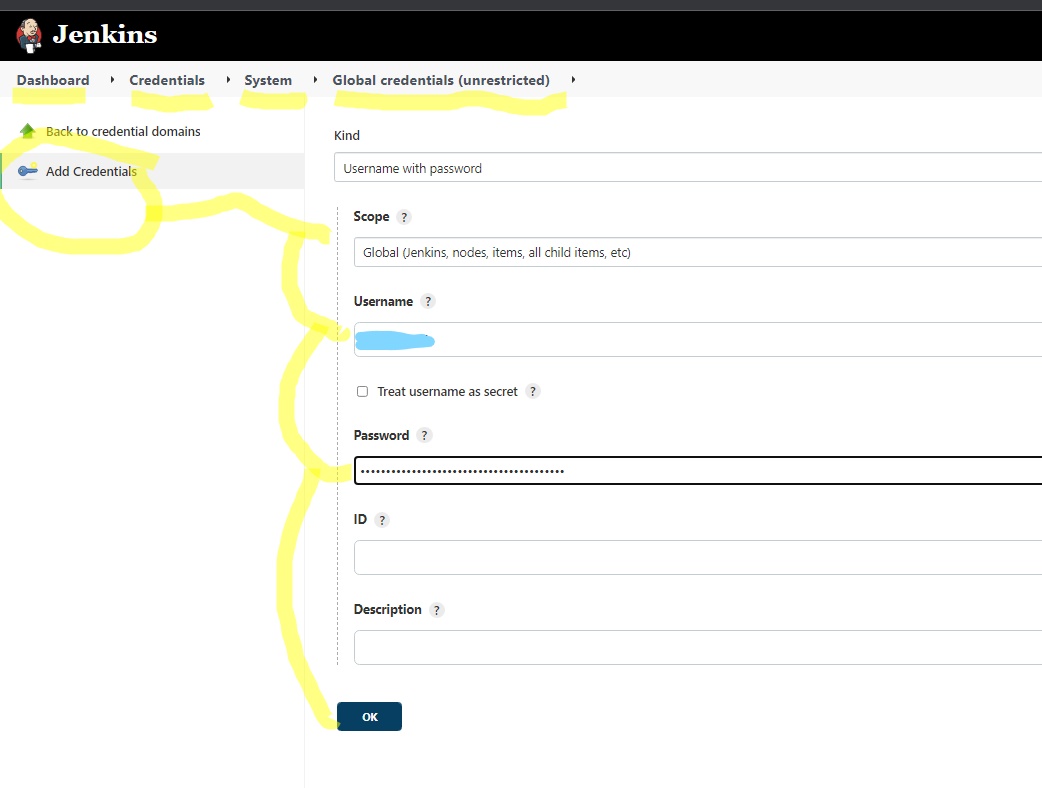 Jenkins
Dashboard Credentials System Global credentials (unrestricted)
Back to credential domains
Add Credentials
Kind
Username with password
Scope ?
Global (Jenkins, nodes, items, all child items, etc)
Username ?
Treat username as secret ?
Password ?
ID ?
Description ?
OK